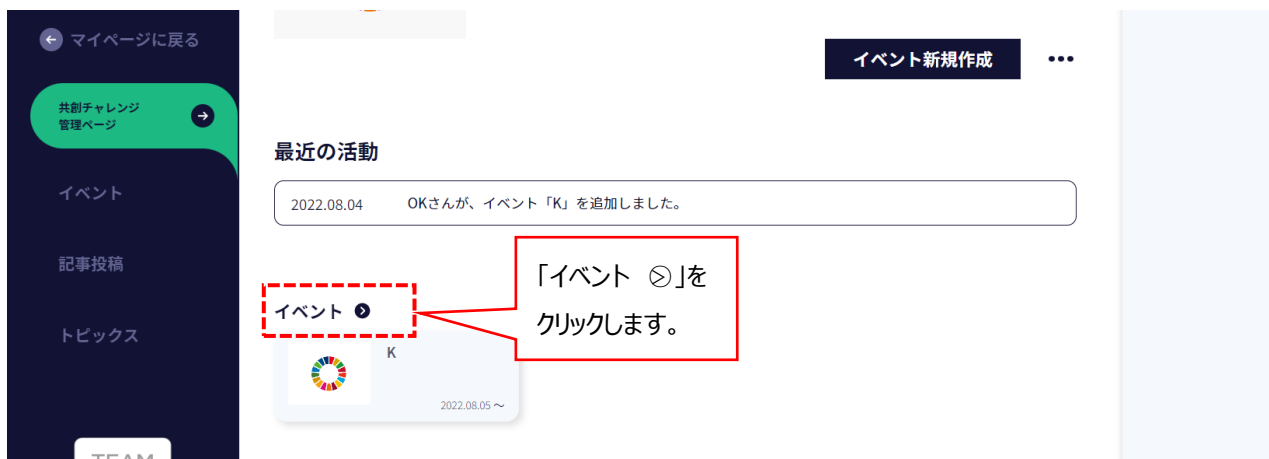 マイページに戻る
イベント新規作成
共創チャレンジ
管理ページ
最近の活動
イベント
2022.08.04 OKさんが、イベント「K」を追加しました。
記事投稿
「イベント ⊙」を
クリックします。
イベント
トピックス
K
2022.08.05 ～
TEAM